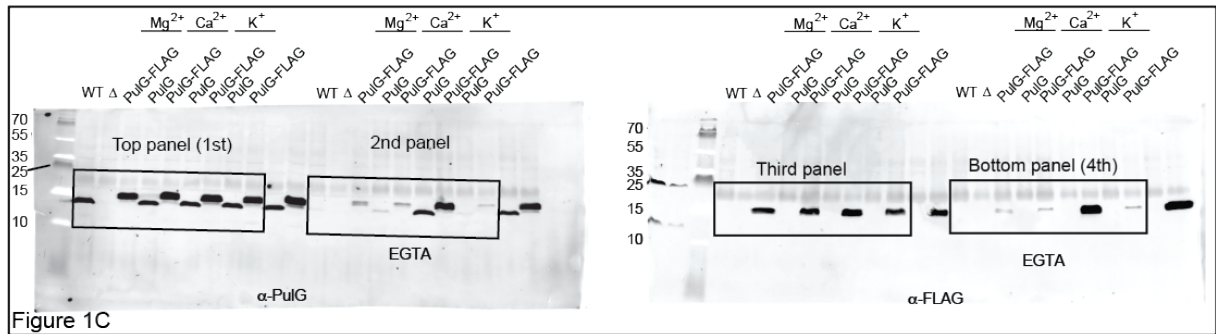 Mg2+ Ca2+ K+
WT Δ PulG-FLAG PulG PulG-FLAG PulG PulG-FLAG PulG PulG-FLAG
Mg2+ Ca2+ K+
WT Δ PulG-FLAG PulG PulG-FLAG PulG PulG-FLAG PulG PulG-FLAG
70
55
35
25
15
10
Top panel (1st)
2nd panel
EGTA
α-PulG
Mg2+ Ca2+ K+
WT Δ PulG-FLAG PulG PulG-FLAG PulG PulG-FLAG PulG PulG-FLAG
Mg2+ Ca2+ K+
WT Δ PulG-FLAG PulG PulG-FLAG PulG PulG-FLAG PulG PulG-FLAG
70
55
35
25
15
10
Third panel
Bottom panel (4th)
EGTA
α-FLAG
Figure 1C